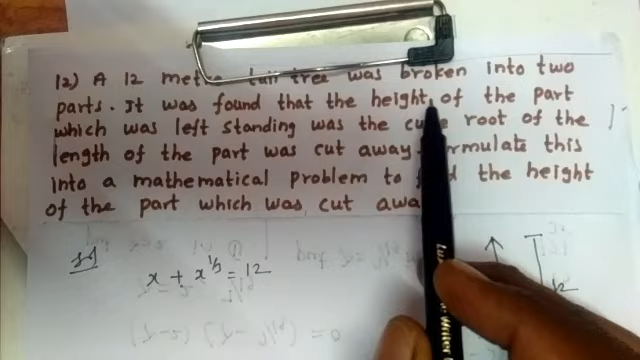 12) A 12 metre tall tree was broken into two
parts. It was found that the height of the part
which was left standing was the cube root of the
length of the part was cut away. Formulate this
into a mathematical problem to find the height
of the part which was cut away
x + x^1/3 = 12
12